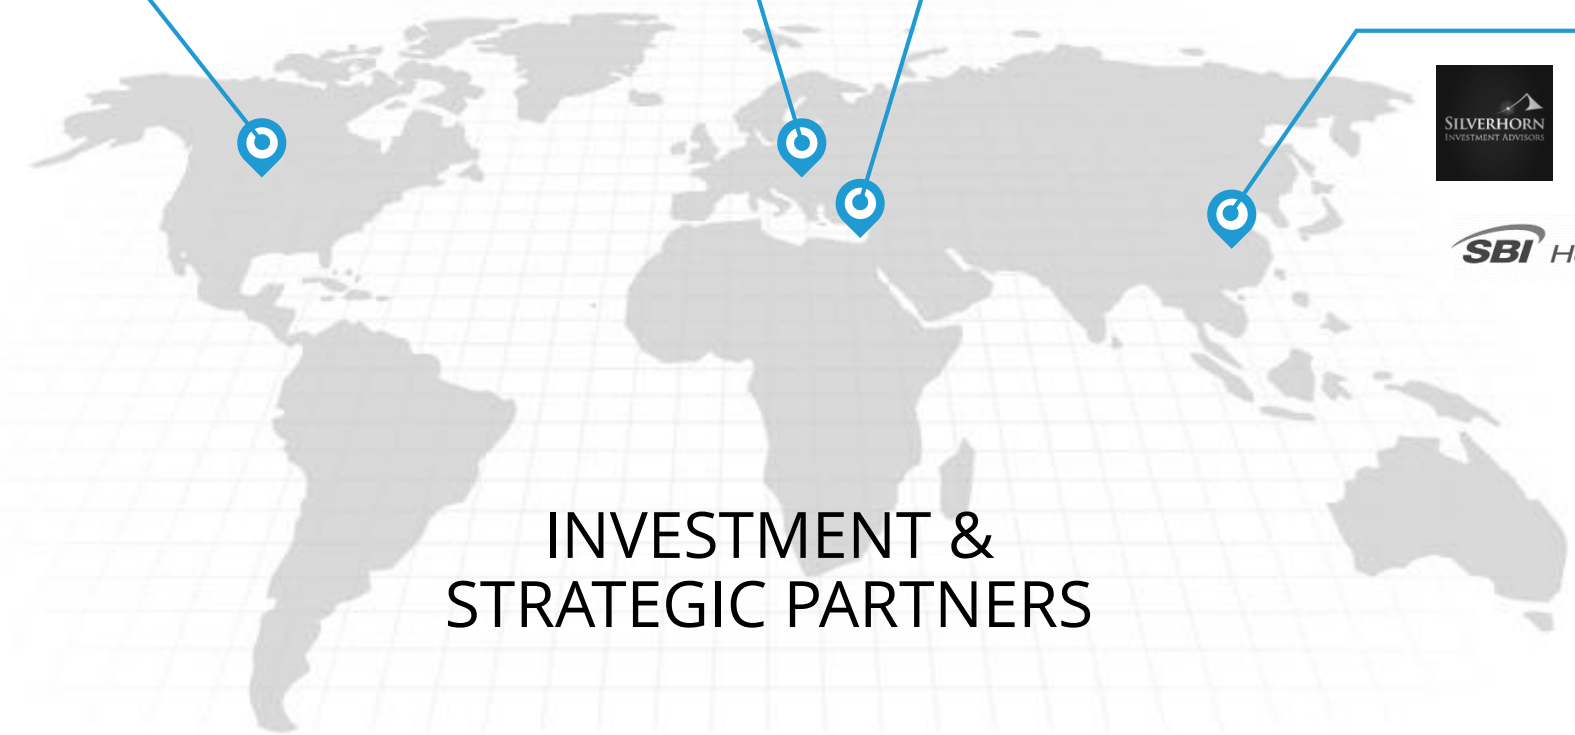 SILVERHORN
INVESTMENT ADVISORS
SBI
INVESTMENT &
STRATEGIC PARTNERS